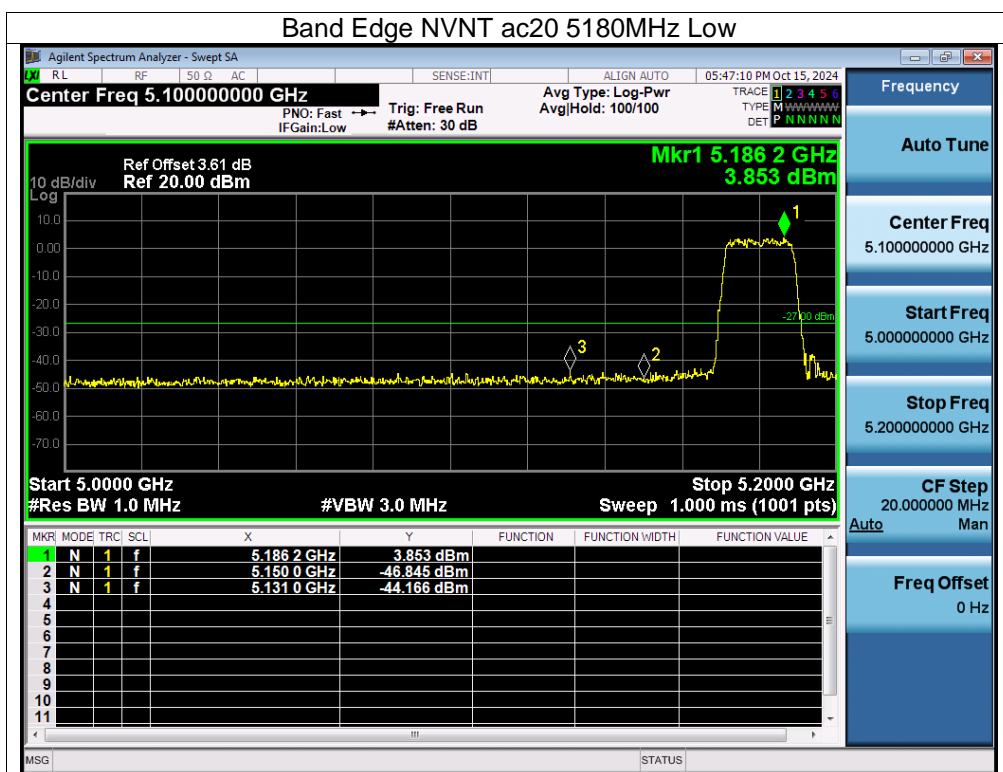 Band Edge NVNT ac20 5180MHz Low
Agilent Spectrum Analyzer - Swept SA
LXI RL RF 50 Ω AC SENSE:INT ALIGN AUTO 05:47:10 PM Oct 15, 2024
Center Freq 5.100000000 GHz
PNO: Fast
IFGain:Low
Trig: Free Run
#Atten: 30 dB
Avg Type: Log-Pwr
Avg|Hold: 100/100
TRACE 1 2 3 4 5 6
TYPE M WWWWW
DET P N N N N N
Ref Offset 3.61 dB
10 dB/div Ref 20.00 dBm
Log
Mkr1 5.186 2 GHz
3.853 dBm
10.0
0.00
-10.0
-20.0
-30.0
-40.0
-50.0
-60.0
-70.0
1
-27.00 dBm
3
2
Start 5.0000 GHz Stop 5.2000 GHz
#Res BW 1.0 MHz #VBW 3.0 MHz Sweep 1.000 ms (1001 pts)
MKR MODE TRC SCL X Y FUNCTION FUNCTION WIDTH FUNCTION VALUE
1 N 1 f 5.186 2 GHz 3.853 dBm
2 N 1 f 5.150 0 GHz -46.845 dBm
3 N 1 f 5.131 0 GHz -44.166 dBm
4
5
6
7
8
9
10
11
MSG STATUS
Frequency
Auto Tune
Center Freq
5.100000000 GHz
Start Freq
5.000000000 GHz
Stop Freq
5.200000000 GHz
CF Step
20.000000 MHz
Auto Man
Freq Offset
0 Hz